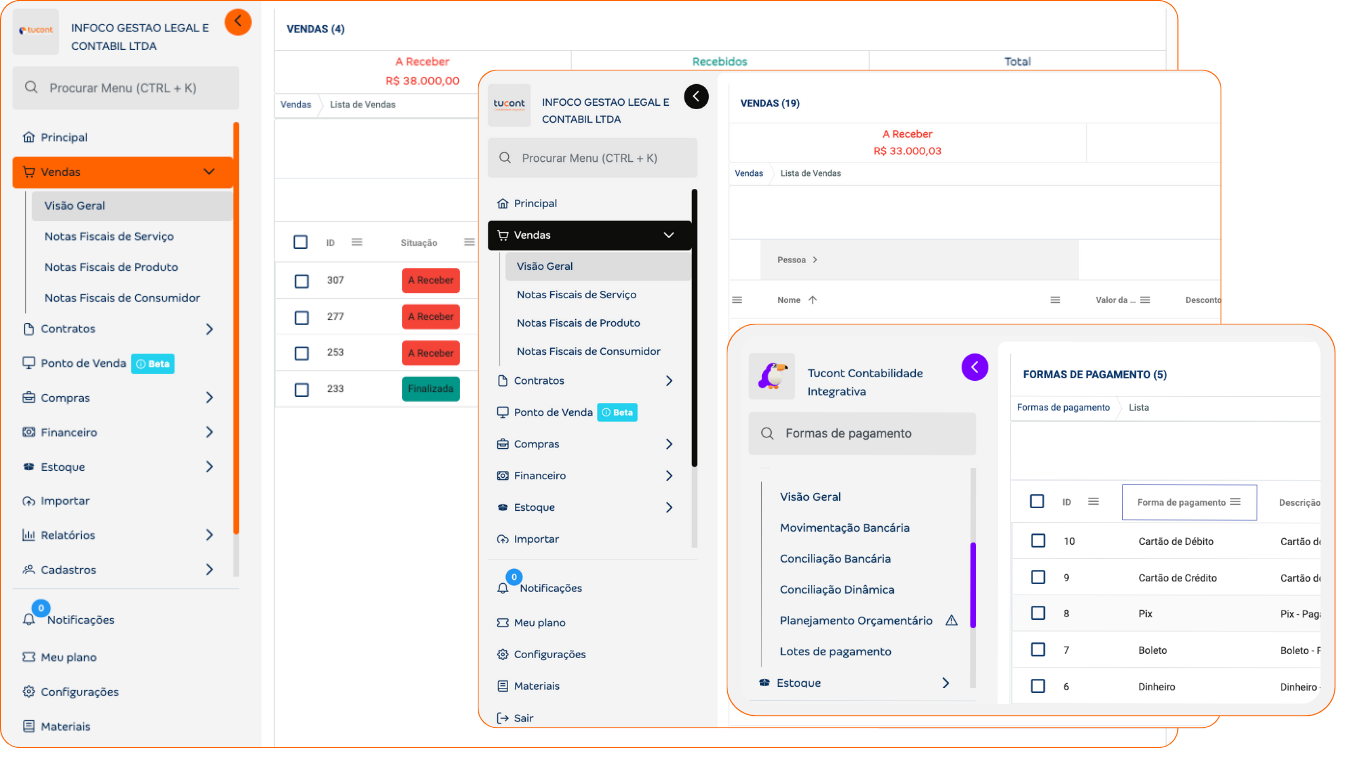 tucont
INFOCO GESTAO LEGAL E
CONTABIL LTDA
Procurar Menu (CTRL + K)
Principal
Vendas
Visão Geral
Notas Fiscais de Serviço
Notas Fiscais de Produto
Notas Fiscais de Consumidor
Contratos
Ponto de Venda Beta
Compras
Financeiro
Estoque
Importar
Relatórios
Cadastros
0
Notificações
Meu plano
Configurações
Materiais
VENDAS (4)
A Receber Recebidos Total
R$ 38.000,00
Vendas Lista de Vendas
ID Situação
307 A Receber
277 A Receber
253 A Receber
233 Finalizada
tucont
INFOCO GESTAO LEGAL E
CONTABIL LTDA
Procurar Menu (CTRL + K)
Principal
Vendas
Visão Geral
Notas Fiscais de Serviço
Notas Fiscais de Produto
Notas Fiscais de Consumidor
Contratos
Ponto de Venda Beta
Compras
Financeiro
Estoque
Importar
0
Notificações
Meu plano
Configurações
Materiais
Sair
VENDAS (19)
A Receber
R$ 33.000,03
Vendas Lista de Vendas
Pessoa
Nome Valor da ... Desconto
Tucont Contabilidade
Integrativa
Formas de pagamento
Visão Geral
Movimentação Bancária
Conciliação Bancária
Conciliação Dinâmica
Planejamento Orçamentário
Lotes de pagamento
Estoque
FORMAS DE PAGAMENTO (5)
Formas de pagamento Lista
ID Forma de pagamento Descrição
10 Cartão de Débito Cartão de
9 Cartão de Crédito Cartão de
8 Pix Pix - Pag
7 Boleto Boleto -
6 Dinheiro Dinheiro -